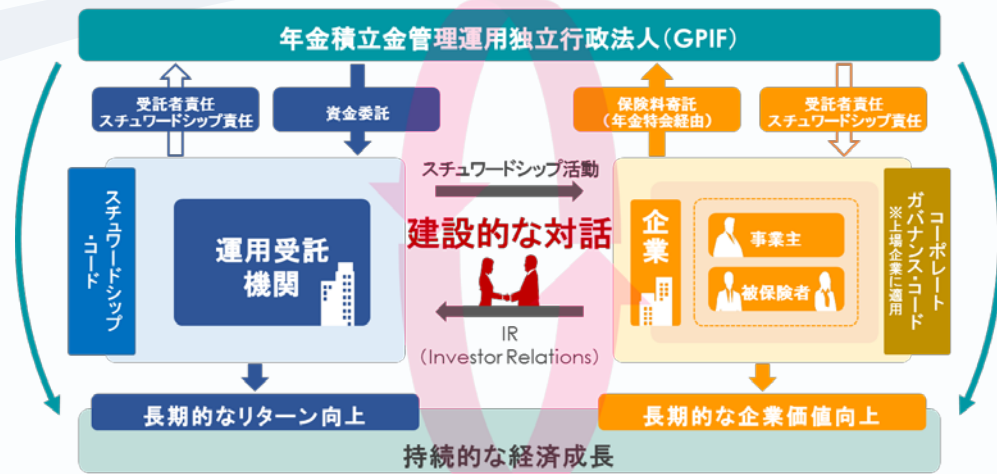 年金積立金管理運用独立行政法人(GPIF)
受託者責任
スチュワードシップ責任
資金委託
保険料寄託
(年金特会経由)
受託者責任
スチュワードシップ責任
スチュワードシップ
・コード
運用受託
機関
スチュワードシップ活動
建設的な対話
IR
(Investor Relations)
企業
事業主
被保険者
コーポレート
ガバナンス・コード
※上場企業に適用
長期的なリターン向上
長期的な企業価値向上
持続的な経済成長